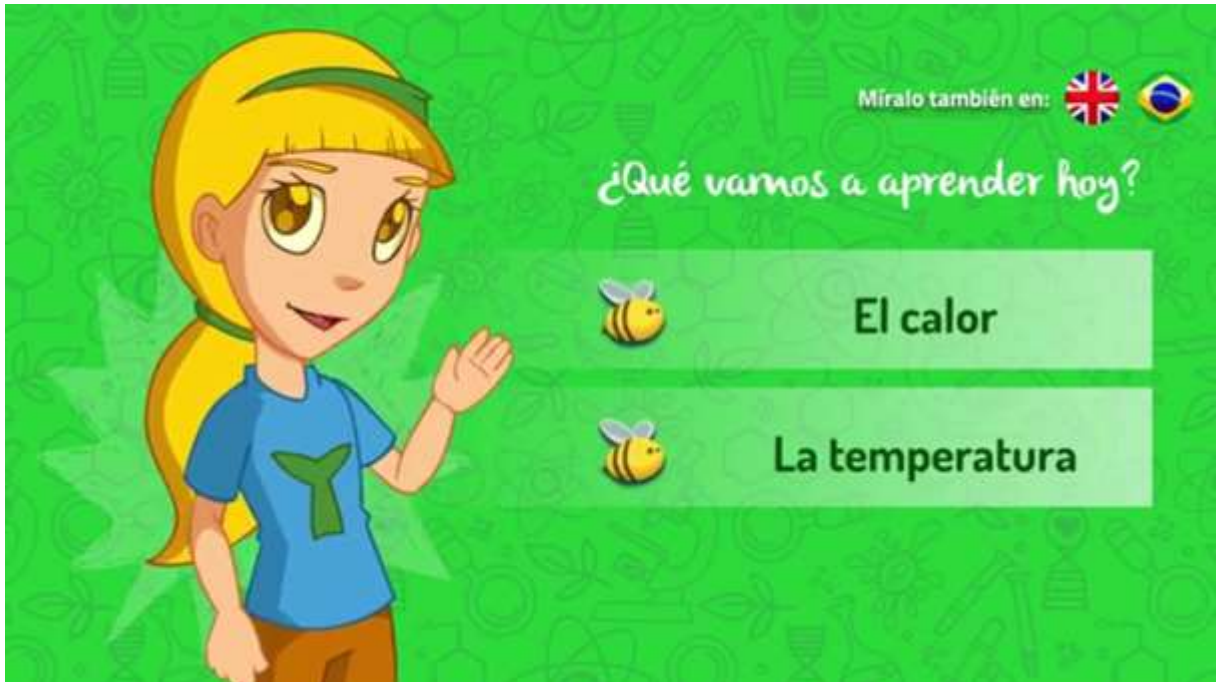 Míralo también en:
¿Qué vamos a aprender hoy?
El calor
La temperatura